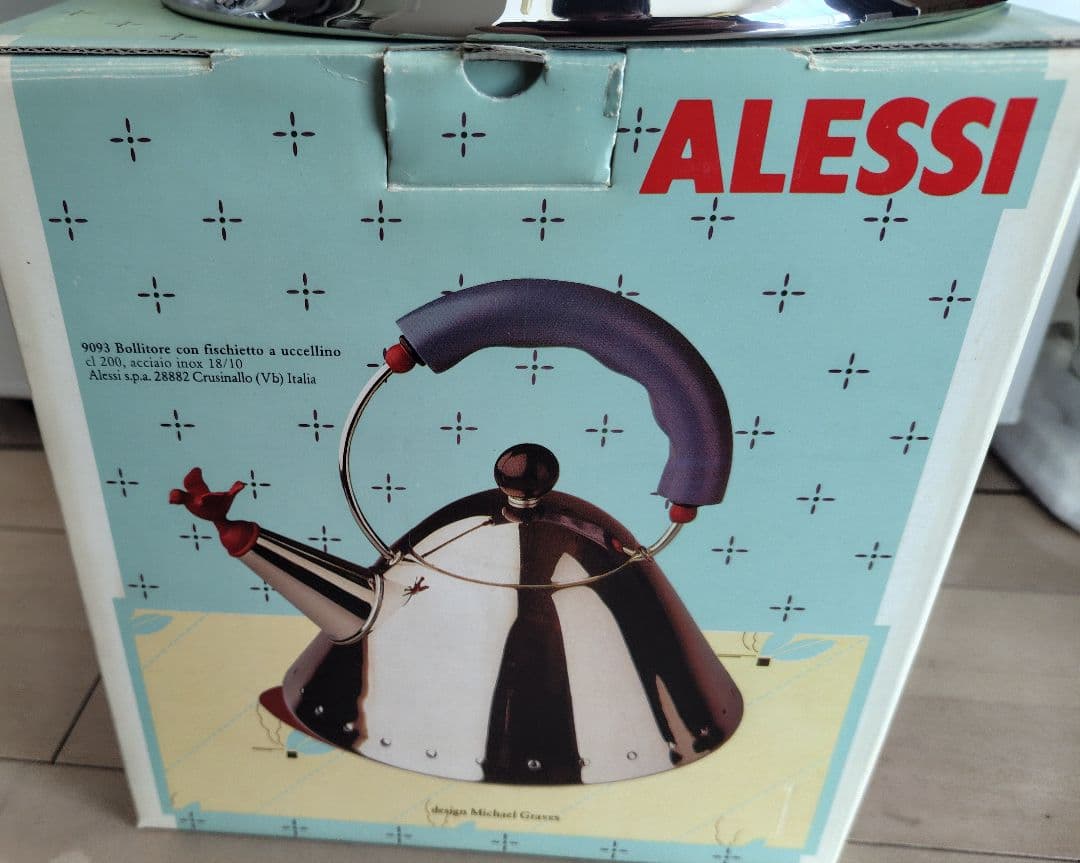 ALESSI
9093 Bollitore con fischietto a uccellino
cl 200, acciaio inox 18/10
Alessi s.p.a. 28882 Crusinallo (Vb) Italia
design Michael Graves